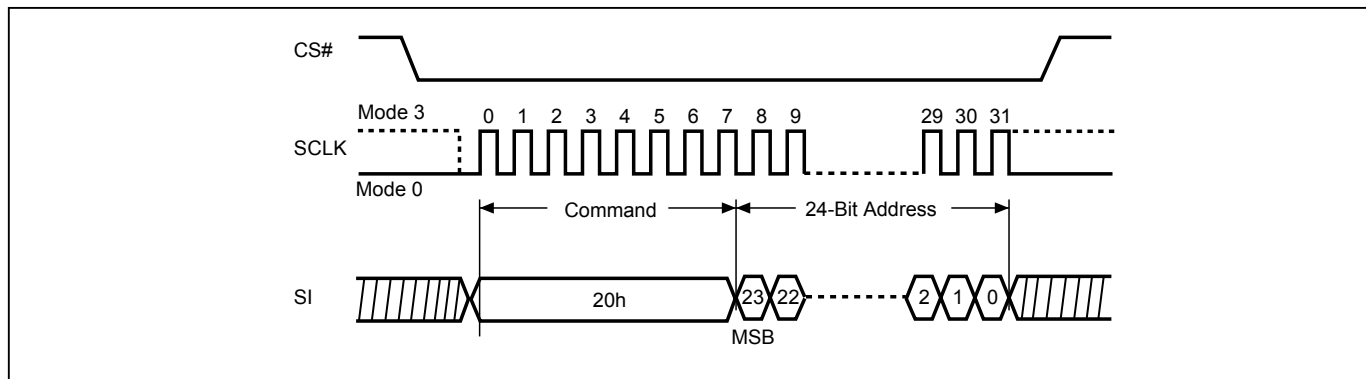 CS#
Mode 3
0 1 2 3 4 5 6 7 8 9 29 30 31
SCLK
Mode 0
Command 24-Bit Address
SI 20h 23 22 2 1 0
MSB